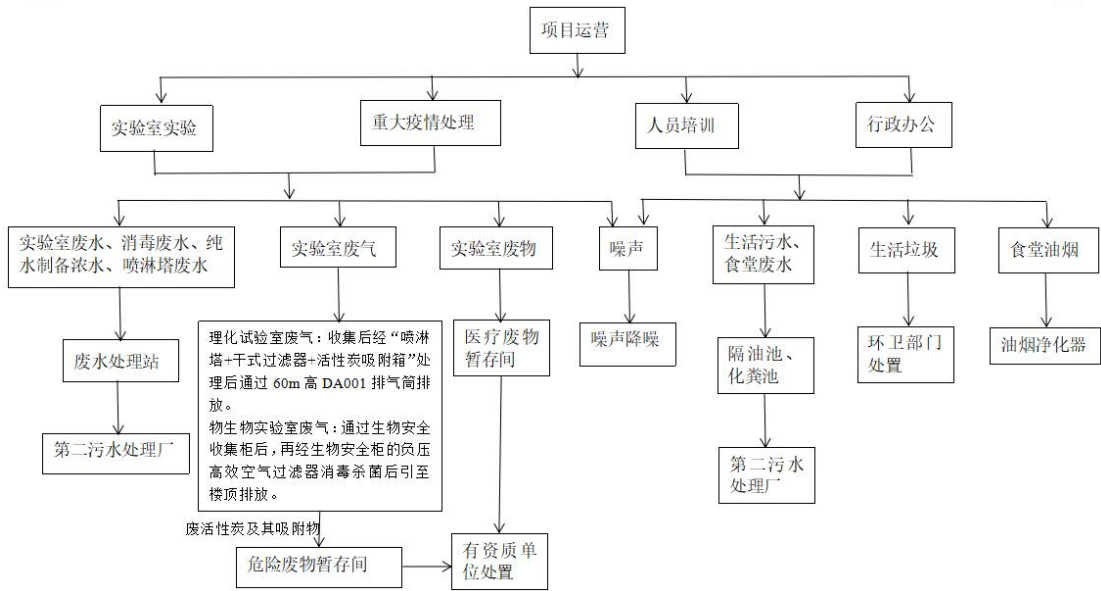 项目运营
实验室实验
重大疫情处理
人员培训
行政办公
实验室废水、消毒废水、纯
水制备浓水、喷淋塔废水
实验室废气
实验室废物
噪声
生活污水、
食堂废水
生活垃圾
食堂油烟
废水处理站
理化试验室废气：收集后经“喷淋
塔+干式过滤器+活性炭吸附箱”处
理后通过 60m 高 DA001 排气筒排
放。
物生物实验室废气：通过生物安全
收集柜后，再经生物安全柜的负压
高效空气过滤器消毒杀菌后引至
楼顶排放。
医疗废物
暂存间
噪声降噪
隔油池、
化粪池
环卫部门
处置
油烟净化器
第二污水处理厂
第二污水
处理厂
废活性炭及其吸附物
危险废物暂存间
有资质单
位处置